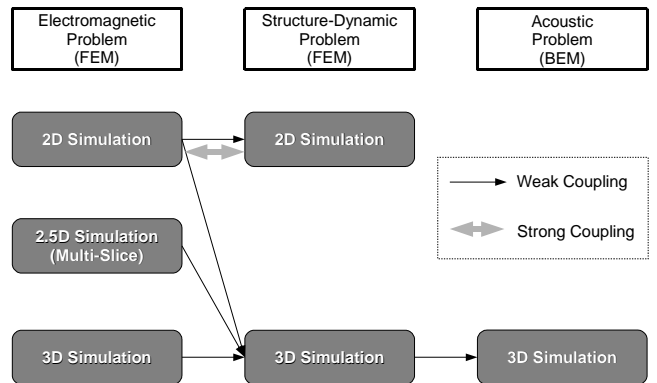 Electromagnetic
Problem
(FEM)
Structure-Dynamic
Problem
(FEM)
Acoustic
Problem
(BEM)
2D Simulation
2D Simulation
Weak Coupling
Strong Coupling
2.5D Simulation
(Multi-Slice)
3D Simulation
3D Simulation
3D Simulation